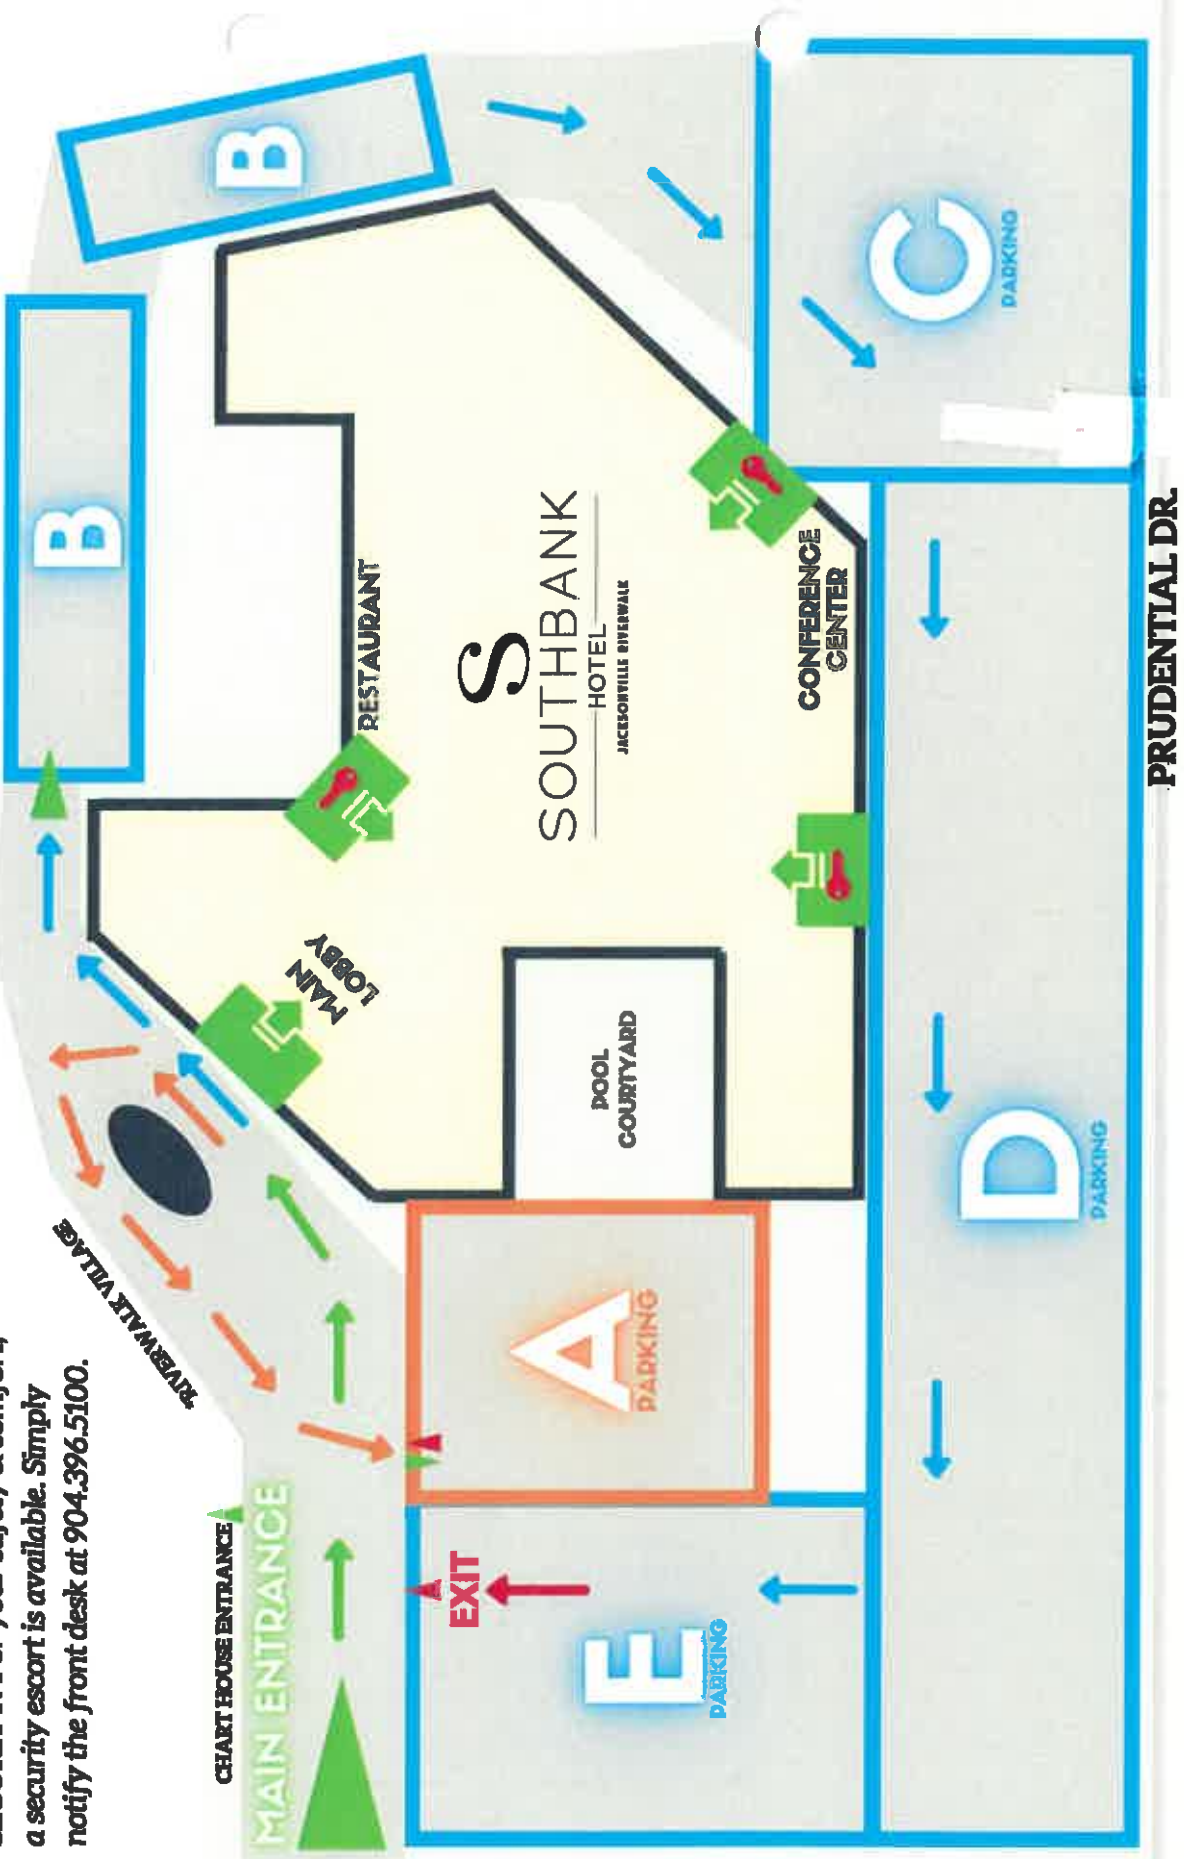 a security escort is available. Simply
notify the front desk at 904.396.5100.
CHART HOUSE ENTRANCE
MAIN ENTRANCE
*RIVERWALK VILLAGE
B
B
MAIN
LOBBY
RESTAURANT
S
SOUTHBANK
HOTEL
JACKSONVILLE RIVERWALK
POOL
COURTYARD
CONFERENCE
CENTER
EXIT
E
PARKING
A
PARKING
D
PARKING
C
PARKING
PRUDENTIAL DR.